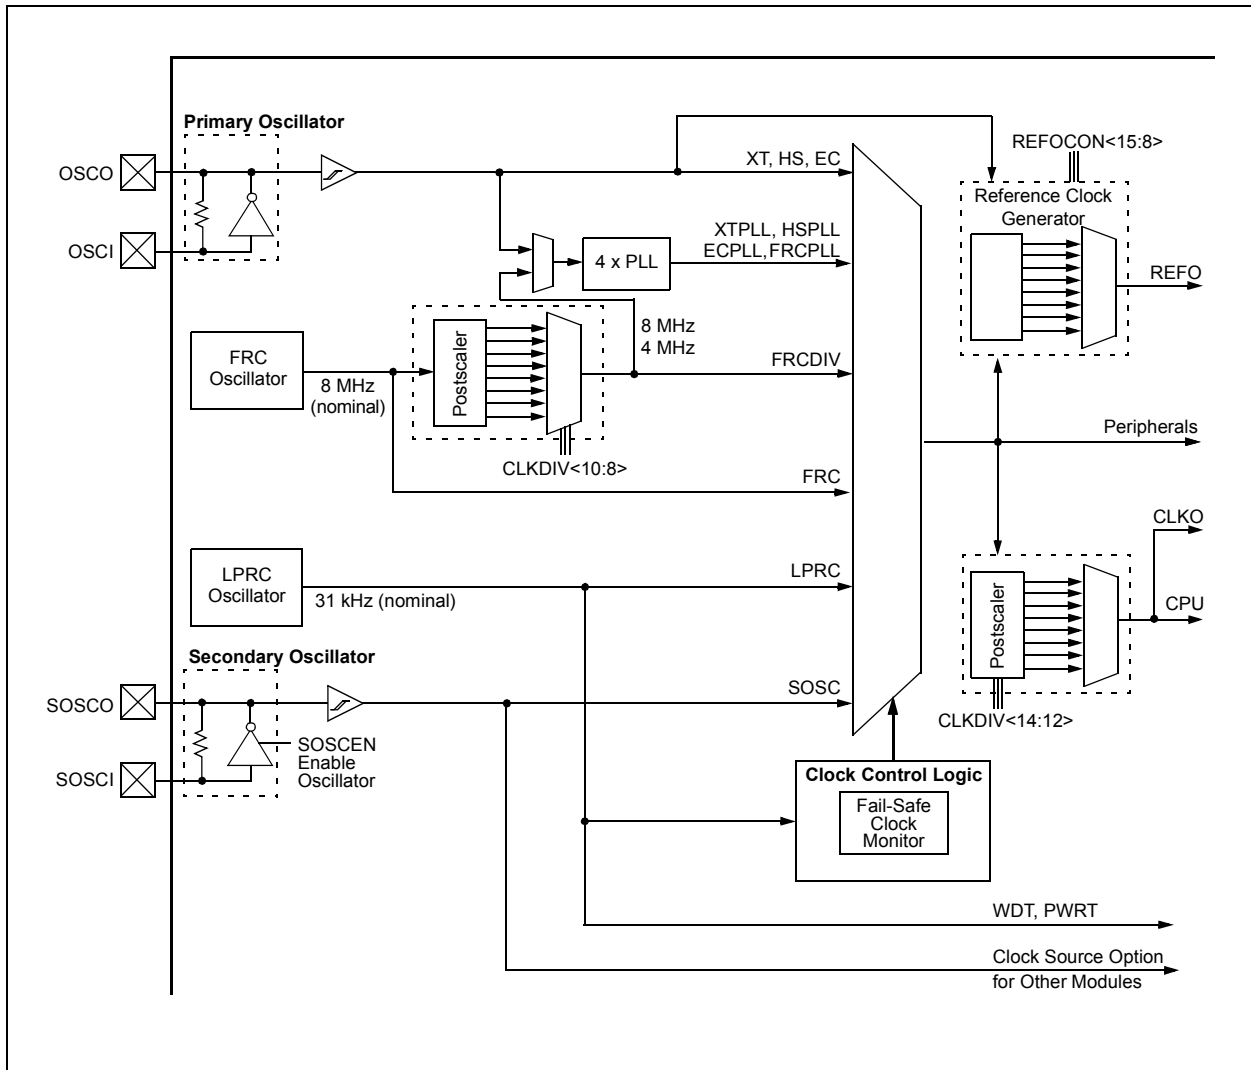 Primary Oscillator
OSCO
OSCI
XT, HS, EC
REFOCON<15:8>
Reference Clock
Generator
REFO
XTPLL, HSPLL
ECPLL, FRCPLL
4 x PLL
8 MHz
4 MHz
FRC
Oscillator
8 MHz
(nominal)
Postscaler
CLKDIV<10:8>
FRCDIV
Peripherals
FRC
CLKO
LPRC
Oscillator
31 kHz (nominal)
LPRC
CPU
Postscaler
CLKDIV<14:12>
Secondary Oscillator
SOSCO
SOSCI
SOSCEN
Enable
Oscillator
SOSC
Clock Control Logic
Fail-Safe
Clock
Monitor
WDT, PWRT
Clock Source Option
for Other Modules